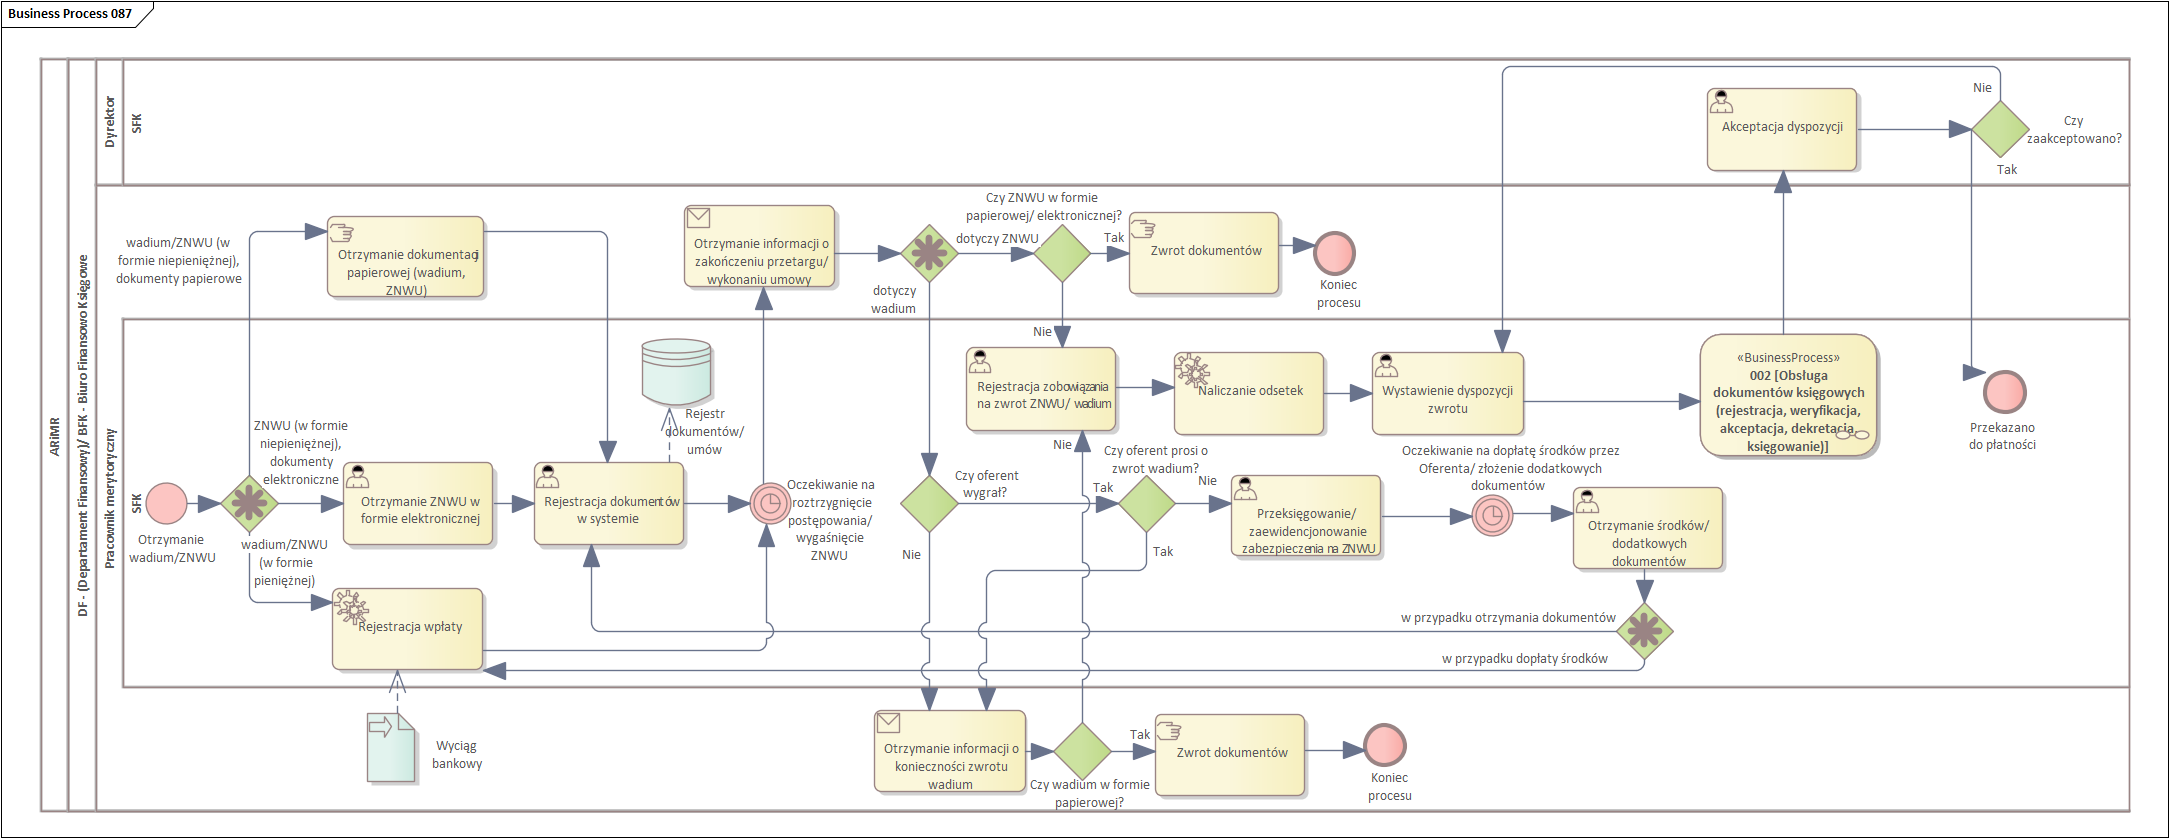 Business Process 087
ARiMR
DF - (Departament Finansowy)/ BFK - Biuro Finansowo Księgowe
Dyrektor
SFK
Akceptacja dyspozycji
Nie
Czy
zaakceptowano?
Tak
wadium/ZNWU (w
formie niepieniężnej),
dokumenty papierowe
Otrzymanie dokumentacji
papierowej (wadium,
ZNWU)
Otrzymanie informacji o
zakończeniu przetargu/
wykonaniu umowy
dotyczy
wadium
dotyczy ZNWU
Czy ZNWU w formie
papierowej/ elektronicznej?
Tak
Zwrot dokumentów
Koniec
procesu
Nie
Pracownik merytoryczny
SFK
Otrzymanie
wadium/ZNWU
ZNWU (w formie
niepieniężnej),
dokumenty
elektroniczne
wadium/ZNWU
(w formie
pieniężnej)
Otrzymanie ZNWU w
formie elektronicznej
Rejestracja dokumentów
w systemie
Rejestr
dokumentów/
umów
Oczekiwanie na
roztrzygnięcie
postępowania/
wygaśnięcie
ZNWU
Rejestracja wpłaty
Rejestracja zobowiązania
na zwrot ZNWU/ wadium
Naliczanie odsetek
Wystawienie dyspozycji
zwrotu
«BusinessProcess»
002 [Obsługa
dokumentów księgowych
(rejestracja, weryfikacja,
akceptacja, dekretacja,
księgowanie)]
Przekazano
do płatności
Czy oferent
wygrał?
Nie
Tak
Czy oferent prosi o
zwrot wadium?
Nie
Tak
Nie
Przeksięgowanie/
zaewidencjonowanie
zabezpieczenia na ZNWU
Oczekiwanie na dopłatę środków przez
Oferenta/ złożenie dodatkowych
dokumentów
Otrzymanie środków/
dodatkowych
dokumentów
w przypadku otrzymania dokumentów
w przypadku dopłaty środków
Wyciąg
bankowy
Otrzymanie informacji o
konieczności zwrotu
wadium
Czy wadium w formie
papierowej?
Tak
Zwrot dokumentów
Koniec
procesu